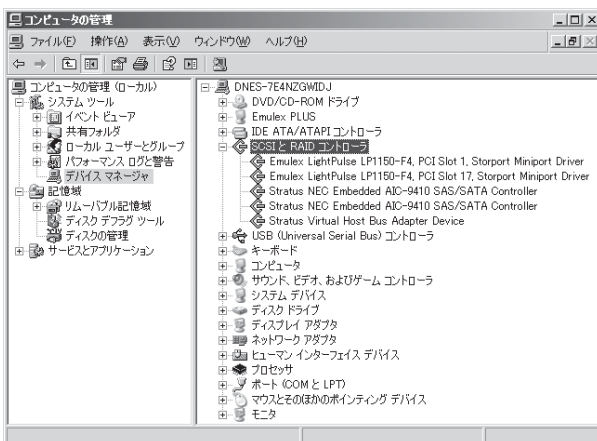 コンピュータの管理
ファイル(F) 操作(A) 表示(V) ウィンドウ(W) ヘルプ(H)
コンピュータの管理 (ローカル)
システム ツール
イベント ビューア
共有フォルダ
ローカル ユーザーとグループ
パフォーマンス ログと警告
デバイス マネージャ
記憶域
リムーバブル記憶域
ディスク デフラグ ツール
ディスクの管理
サービスとアプリケーション
DNES-7E4NZGWIDJ
DVD/CD-ROM ドライブ
Emulex PLUS
IDE ATA/ATAPI コントローラ
SCSI と RAID コントローラ
Emulex LightPulse LP1150-F4, PCI Slot 1, Storport Miniport Driver
Emulex LightPulse LP1150-F4, PCI Slot 17, Storport Miniport Driver
Stratus NEC Embedded AIC-9410 SAS/SATA Controller
Stratus NEC Embedded AIC-9410 SAS/SATA Controller
Stratus Virtual Host Bus Adapter Device
USB (Universal Serial Bus) コントローラ
キーボード
コンピュータ
サウンド、ビデオ、およびゲーム コントローラ
システム デバイス
ディスク ドライブ
ディスプレイ アダプタ
ネットワーク アダプタ
ヒューマン インターフェイス デバイス
プロセッサ
ポート (COM と LPT)
マウスとそのほかのポインティング デバイス
モニタ